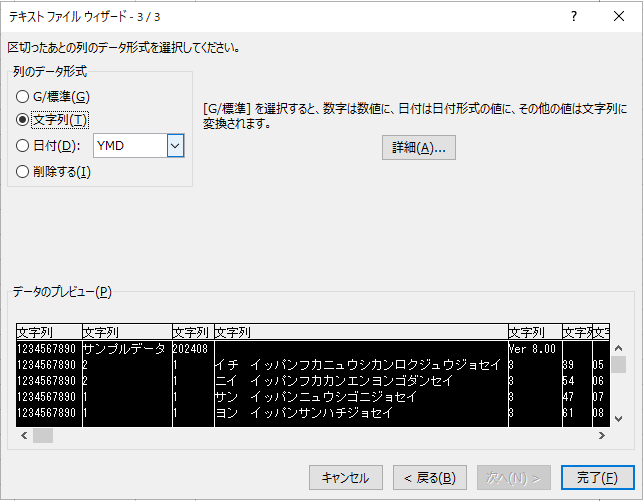 テキスト ファイル ウィザード - 3 / 3
区切ったあとの列のデータ形式を選択してください。
列のデータ形式
G/標準(G)
文字列(T)
日付(D): YMD
削除する(I)
[G/標準] を選択すると、数字は数値に、日付は日付形式の値に、その他の値は文字列に
変換されます。
詳細(A)...
データのプレビュー(P)
文字列 文字列 文字列 文字列 文字列 文字列 文字列
1234567890 サンプルデータ 202408 Ver 8.00
1234567890 2 1 イチ イッパンフカニュウシカンロクジュウジョセイ 3 39 05
1234567890 2 1 ニイ イッパンフカカンエンヨンゴダンセイ 3 54 06
1234567890 1 1 サン イッパンニュウシゴニジョセイ 3 47 07
1234567890 1 1 ヨン イッパンサンハチジョセイ 3 61 08
キャンセル < 戻る(B) 次へ(N) > 完了(F)